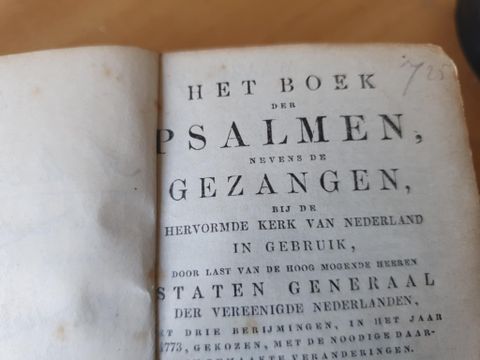 HET BOEK
DER
PSALMEN,
NEVENS DE
GEZANGEN,
BIJ DE
HERVORMDE KERK VAN NEDERLAND
IN GEBRUIK,
DOOR LAST VAN DE HOOG MOGENDE HEEREN
STATEN GENERAAL
DER VEREENIGDE NEDERLANDEN,
DRIE BERIJMINGEN, IN HET JAAR
1773, GEKOZEN, MET DE NOODIGE DAAR-
VERANDERINGEN.